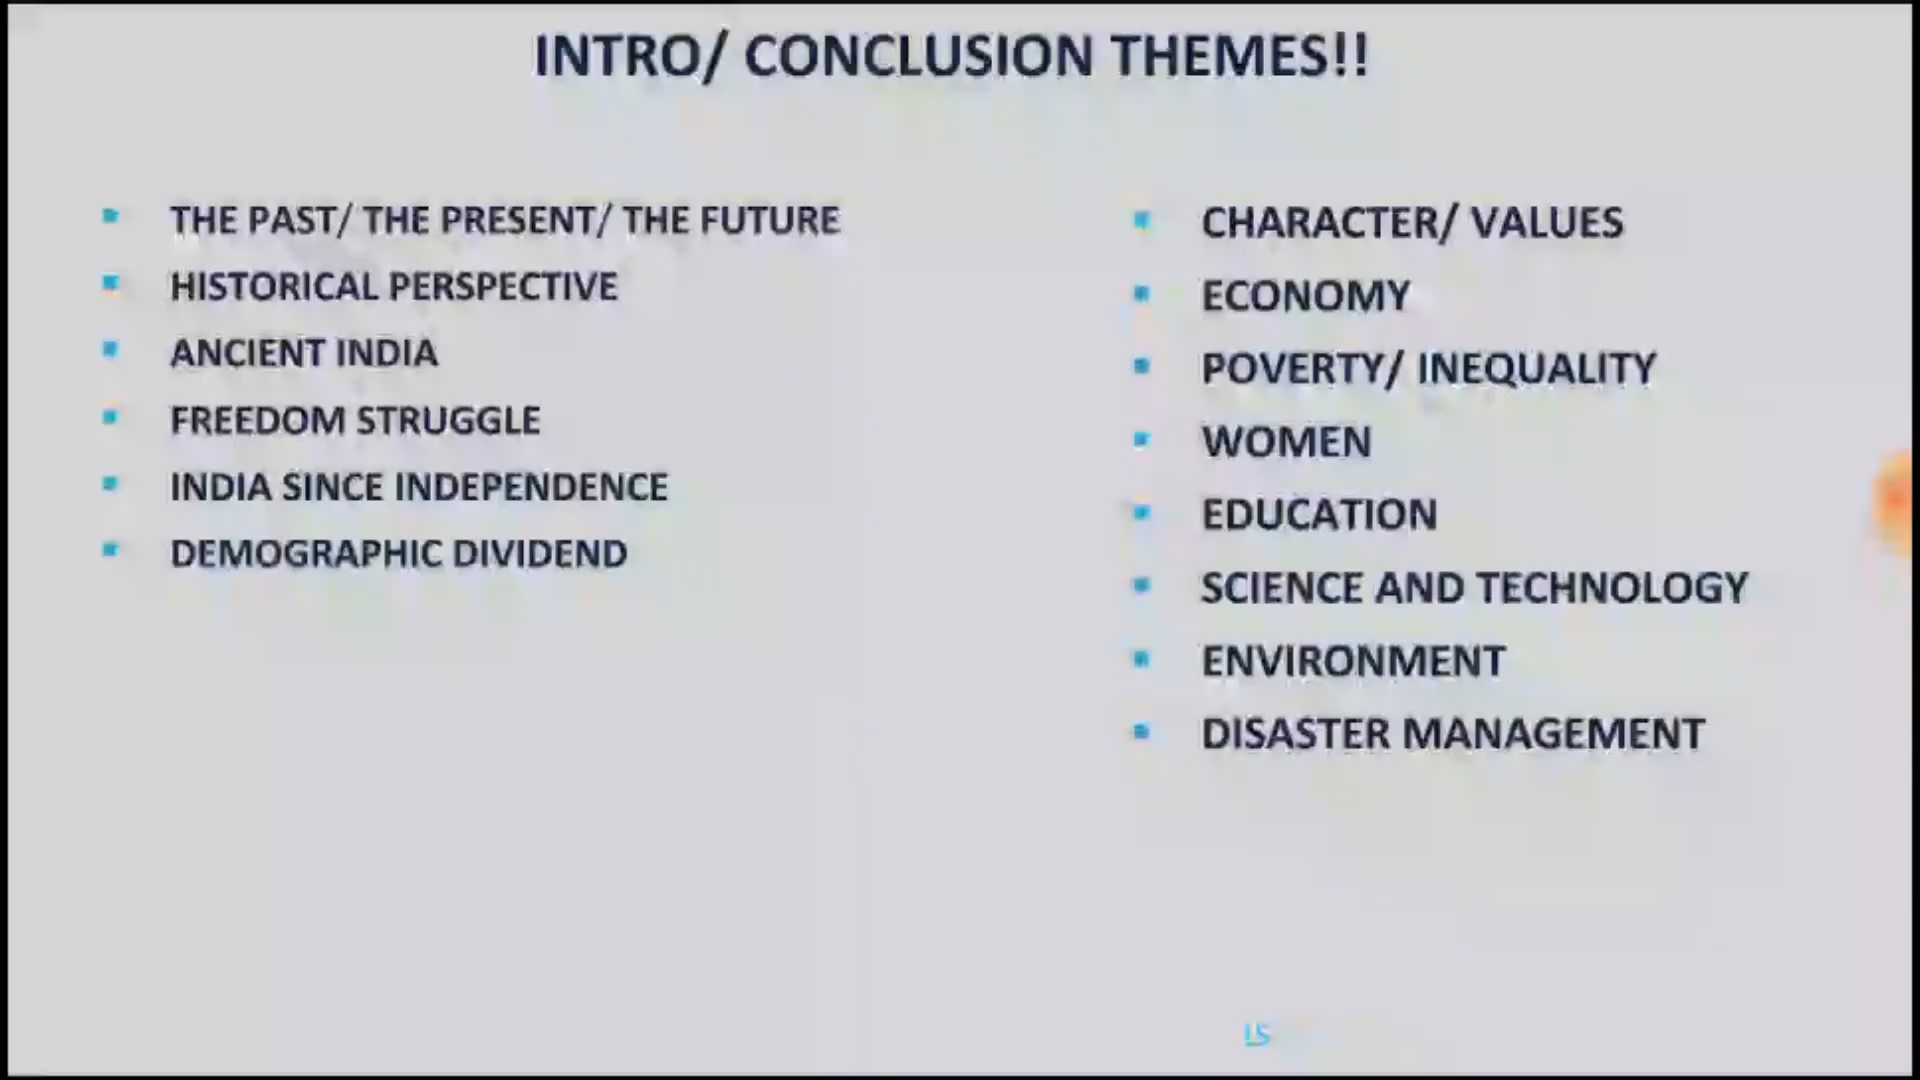 INTRO/ CONCLUSION THEMES!!
THE PAST/ THE PRESENT/ THE FUTURE
HISTORICAL PERSPECTIVE
ANCIENT INDIA
FREEDOM STRUGGLE
INDIA SINCE INDEPENDENCE
DEMOGRAPHIC DIVIDEND
CHARACTER/ VALUES
ECONOMY
POVERTY/ INEQUALITY
WOMEN
EDUCATION
SCIENCE AND TECHNOLOGY
ENVIRONMENT
DISASTER MANAGEMENT